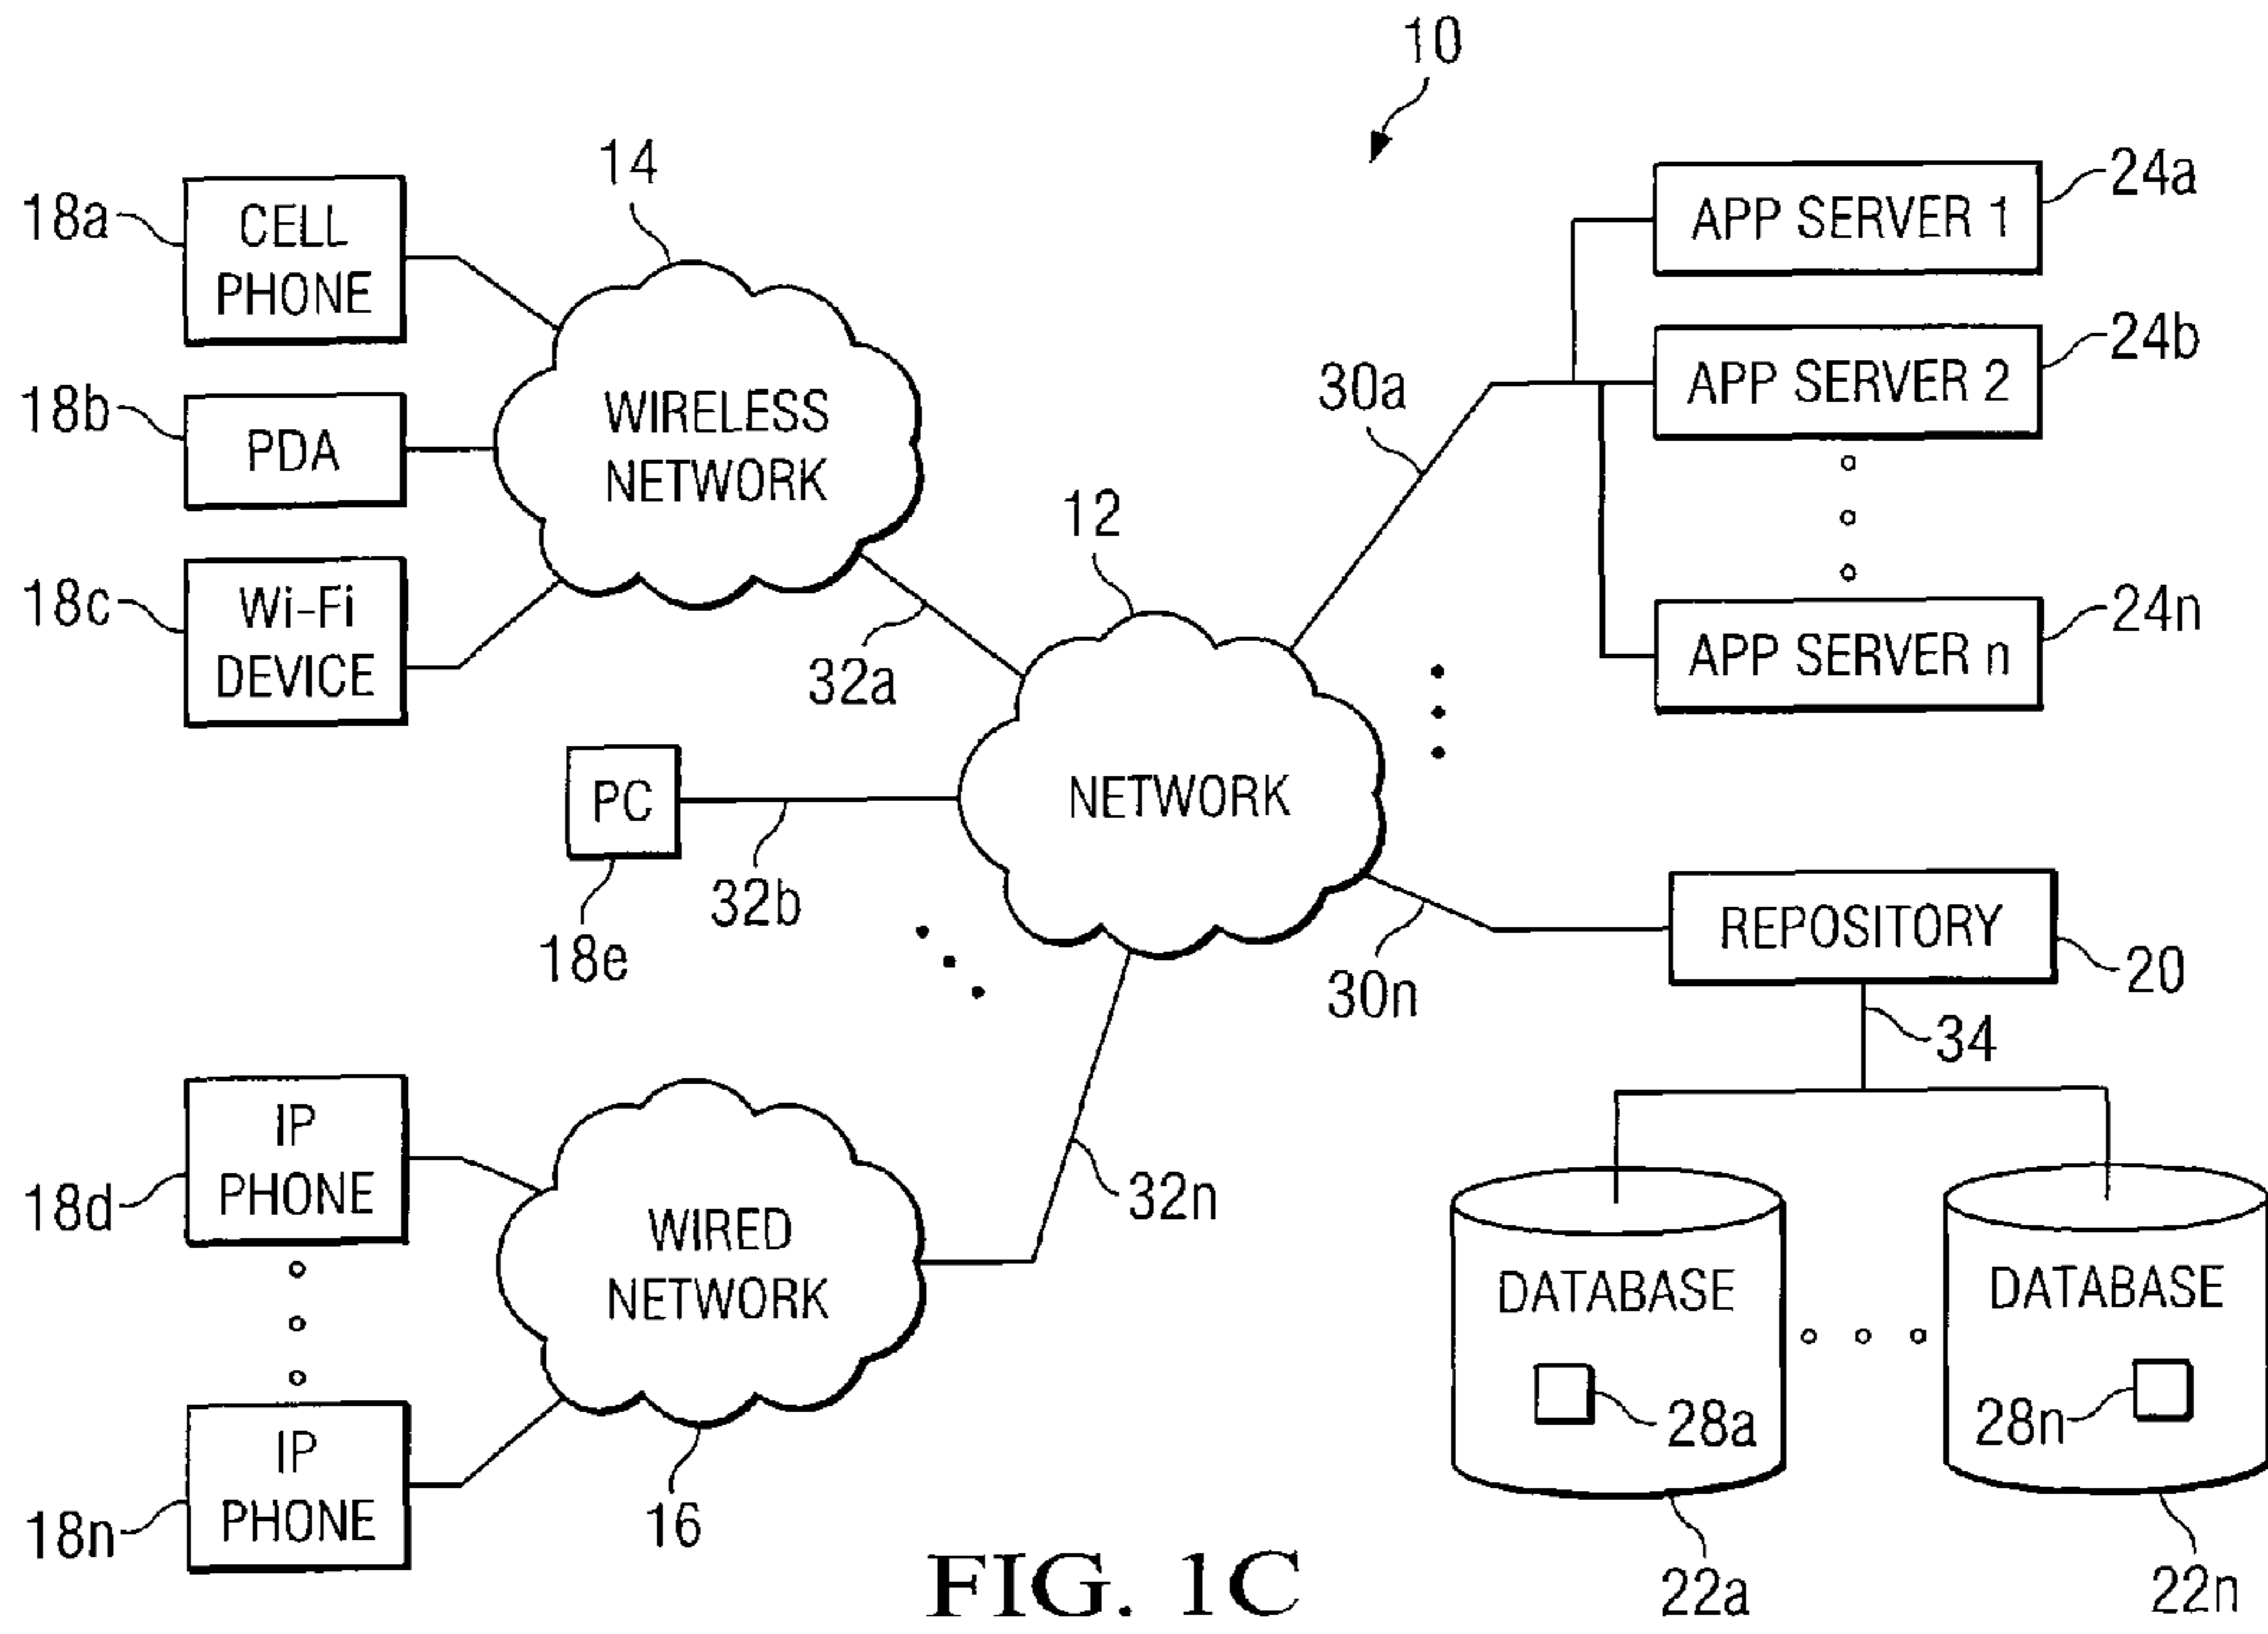 10
14
18a
CELL
PHONE
24a
APP SERVER 1
24b
APP SERVER 2
30a
18b
PDA
WIRELESS
NETWORK
12
18c
Wi-Fi
DEVICE
24n
APP SERVER n
32a
PC
NETWORK
32b
18e
REPOSITORY
20
30n
34
IP
PHONE
18d
32n
WIRED
NETWORK
DATABASE
DATABASE
28a
28n
IP
PHONE
18n
16
22a
22n
FIG. 1C